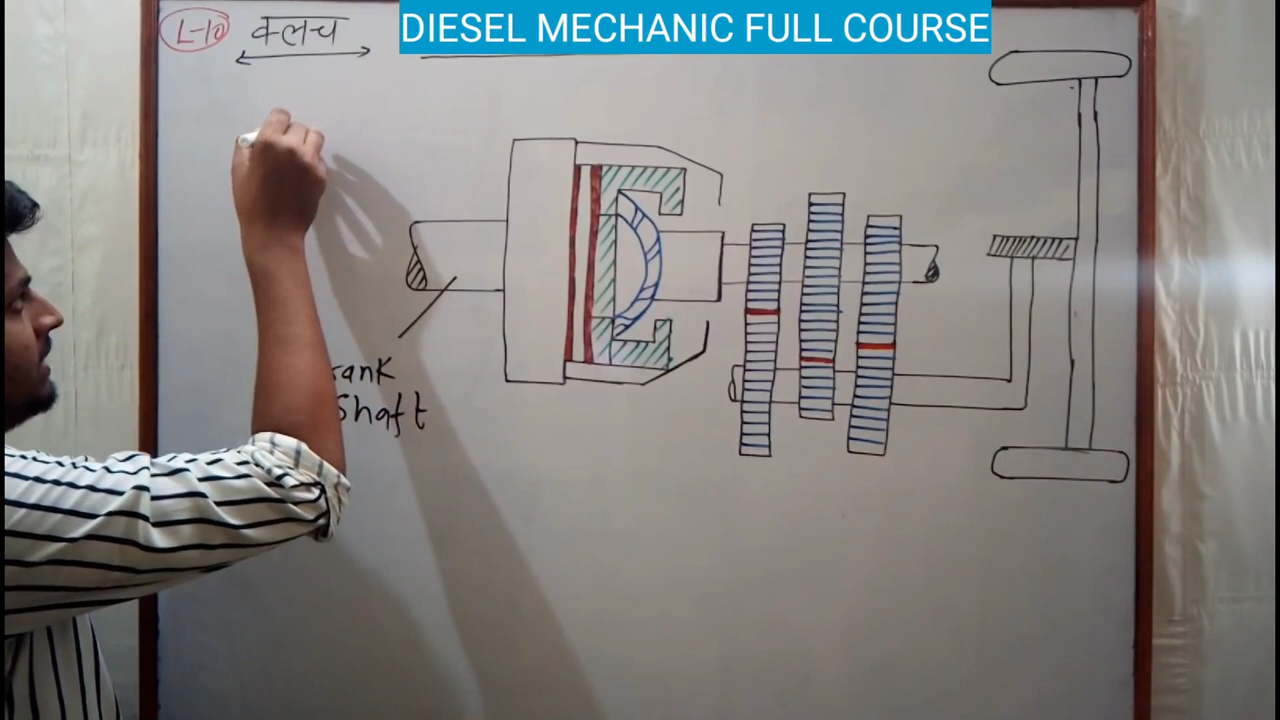 DIESEL MECHANIC FULL COURSE
L-10 क्लच
rank
Shaft